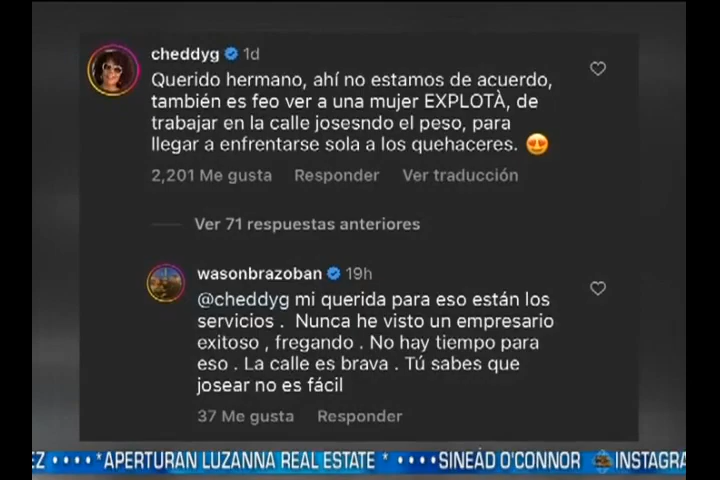 cheddyg 1d
Querido hermano, ahí no estamos de acuerdo,
también es feo ver a una mujer EXPLOTÀ, de
trabajar en la calle josesndo el peso, para
llegar a enfrentarse sola a los quehaceres. 😍
2,201 Me gusta Responder Ver traducción
Ver 71 respuestas anteriores
wasonbrazoban 19h
@cheddyg mi querida para eso están los
servicios . Nunca he visto un empresario
exitoso , fregando . No hay tiempo para
eso . La calle es brava . Tú sabes que
josear no es fácil
37 Me gusta Responder
EZ • • • • *APERTURAN LUZANNA REAL ESTATE * • • • • SINEÁD O'CONNOR INSTAGRA